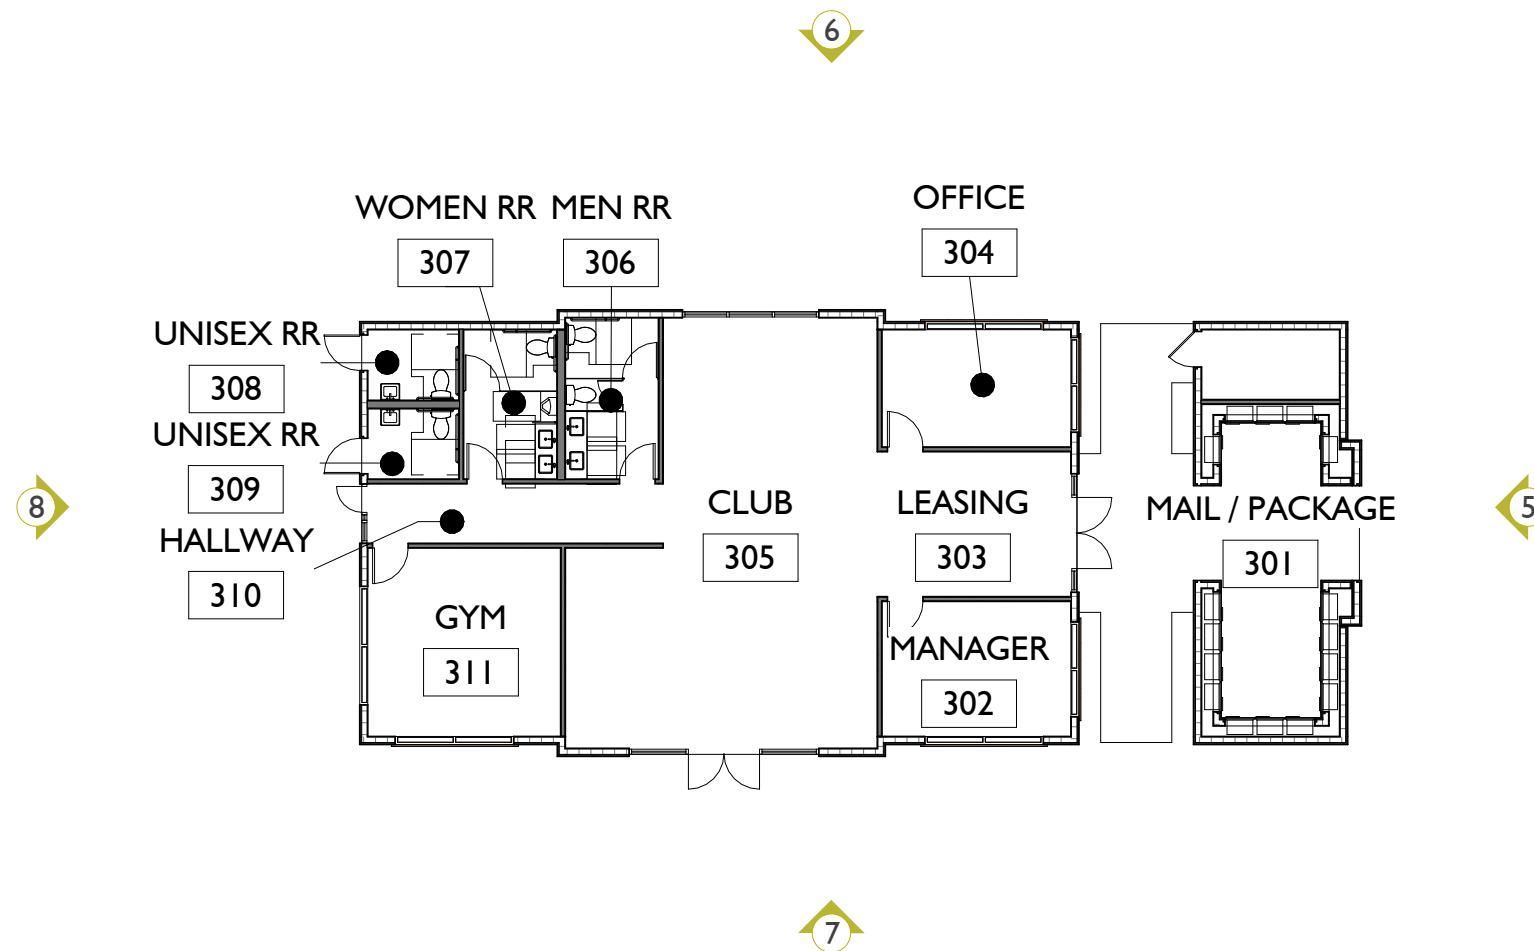 6
WOMEN RR
307
MEN RR
306
OFFICE
304
UNISEX RR
308
UNISEX RR
309
HALLWAY
310
8
CLUB
305
LEASING
303
MAIL / PACKAGE
301
5
GYM
311
MANAGER
302
7